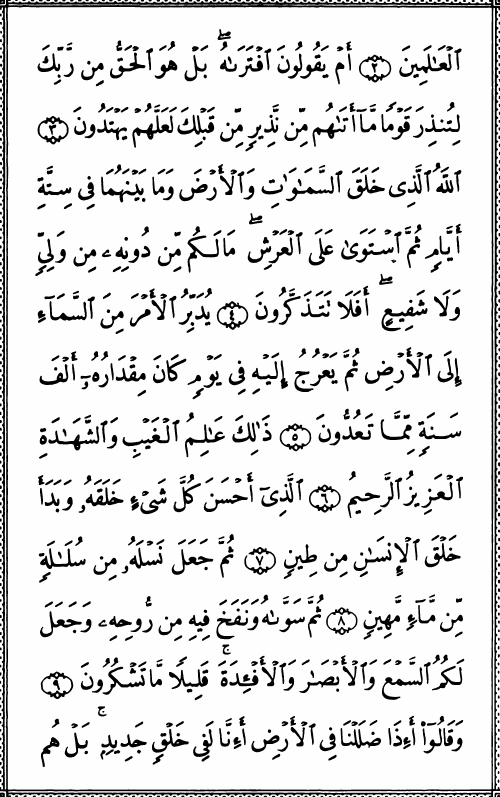 ٱلْعَٰلَمِينَ ٢ أَمْ يَقُولُونَ ٱفْتَرَىٰهُ ۖ بَلْ هُوَ ٱلْحَقُّ مِن رَّبِّكَ
لِتُنذِرَ قَوْمًا مَّآ أَتَىٰهُم مِّن نَّذِيرٍ مِّن قَبْلِكَ لَعَلَّهُمْ يَهْتَدُونَ ٣
ٱللَّهُ ٱلَّذِى خَلَقَ ٱلسَّمَٰوَٰتِ وَٱلْأَرْضَ وَمَا بَيْنَهُمَا فِى سِتَّةِ
أَيَّامٍ ثُمَّ ٱسْتَوَىٰ عَلَى ٱلْعَرْشِ ۖ مَا لَكُم مِّن دُونِهِۦ مِن وَلِىٍّ
وَلَا شَفِيعٍ ۚ أَفَلَا تَتَذَكَّرُونَ ٤ يُدَبِّرُ ٱلْأَمْرَ مِنَ ٱلسَّمَآءِ
إِلَى ٱلْأَرْضِ ثُمَّ يَعْرُجُ إِلَيْهِ فِى يَوْمٍ كَانَ مِقْدَارُهُۥٓ أَلْفَ
سَنَةٍ مِّمَّا تَعُدُّونَ ٥ ذَٰلِكَ عَٰلِمُ ٱلْغَيْبِ وَٱلشَّهَٰدَةِ
ٱلْعَزِيزُ ٱلرَّحِيمُ ٦ ٱلَّذِىٓ أَحْسَنَ كُلَّ شَىْءٍ خَلَقَهُۥ وَبَدَأَ
خَلْقَ ٱلْإِنسَٰنِ مِن طِينٍ ٧ ثُمَّ جَعَلَ نَسْلَهُۥ مِن سُلَٰلَةٍ
مِّن مَّآءٍ مَّهِينٍ ٨ ثُمَّ سَوَّىٰهُ وَنَفَخَ فِيهِ مِن رُّوحِهِۦ وَجَعَلَ
لَكُمُ ٱلسَّمْعَ وَٱلْأَبْصَٰرَ وَٱلْأَفْـِٔدَةَ ۚ قَلِيلًا مَّا تَشْكُرُونَ ٩
وَقَالُوٓا۟ أَءِذَا ضَلَلْنَا فِى ٱلْأَرْضِ أَءِنَّا لَفِى خَلْقٍ جَدِيدٍۭ ۚ بَلْ هُم